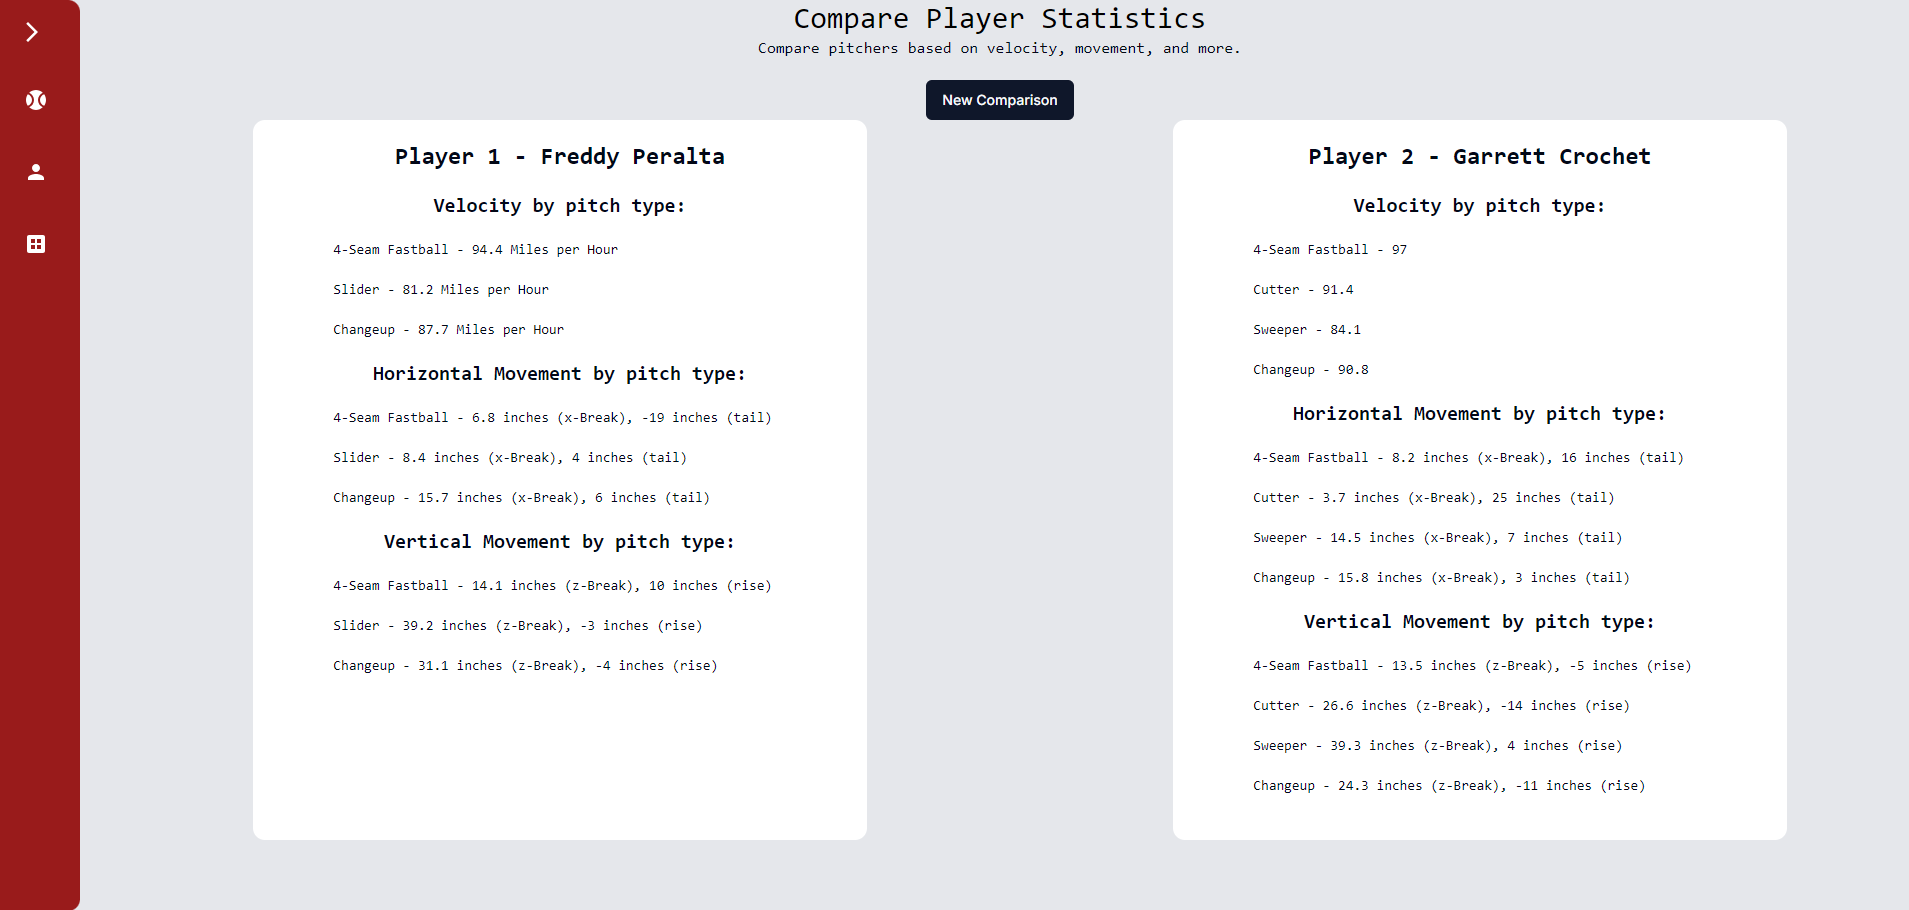 Compare Player Statistics
Compare pitchers based on velocity, movement, and more.
New Comparison
Player 1 - Freddy Peralta
Velocity by pitch type:
4-Seam Fastball - 94.4 Miles per Hour
Slider - 81.2 Miles per Hour
Changeup - 87.7 Miles per Hour
Horizontal Movement by pitch type:
4-Seam Fastball - 6.8 inches (x-Break), -19 inches (tail)
Slider - 8.4 inches (x-Break), 4 inches (tail)
Changeup - 15.7 inches (x-Break), 6 inches (tail)
Vertical Movement by pitch type:
4-Seam Fastball - 14.1 inches (z-Break), 10 inches (rise)
Slider - 39.2 inches (z-Break), -3 inches (rise)
Changeup - 31.1 inches (z-Break), -4 inches (rise)
Player 2 - Garrett Crochet
Velocity by pitch type:
4-Seam Fastball - 97
Cutter - 91.4
Sweeper - 84.1
Changeup - 90.8
Horizontal Movement by pitch type:
4-Seam Fastball - 8.2 inches (x-Break), 16 inches (tail)
Cutter - 3.7 inches (x-Break), 25 inches (tail)
Sweeper - 14.5 inches (x-Break), 7 inches (tail)
Changeup - 15.8 inches (x-Break), 3 inches (tail)
Vertical Movement by pitch type:
4-Seam Fastball - 13.5 inches (z-Break), -5 inches (rise)
Cutter - 26.6 inches (z-Break), -14 inches (rise)
Sweeper - 39.3 inches (z-Break), 4 inches (rise)
Changeup - 24.3 inches (z-Break), -11 inches (rise)